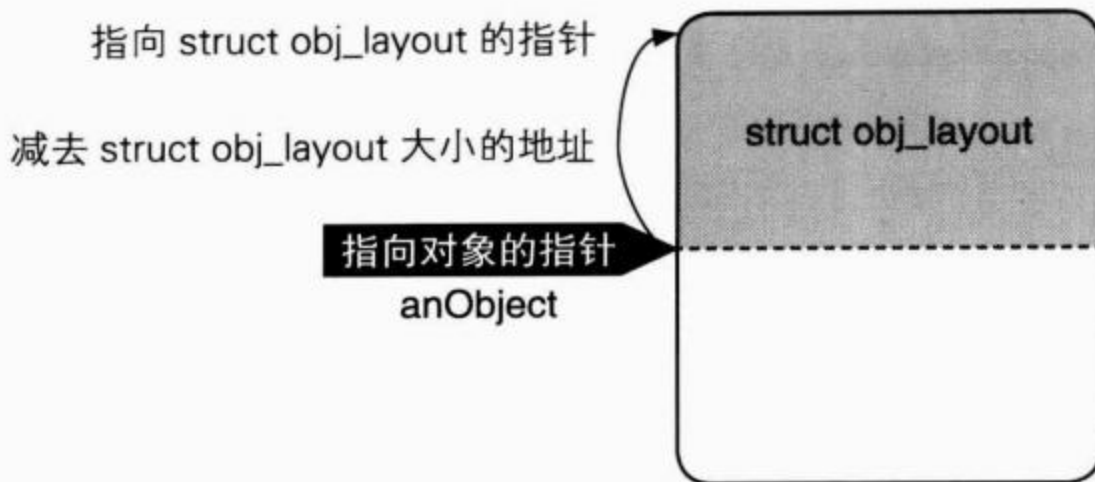 指向 struct obj_layout 的指针
减去 struct obj_layout 大小的地址
struct obj_layout
指向对象的指针
anObject